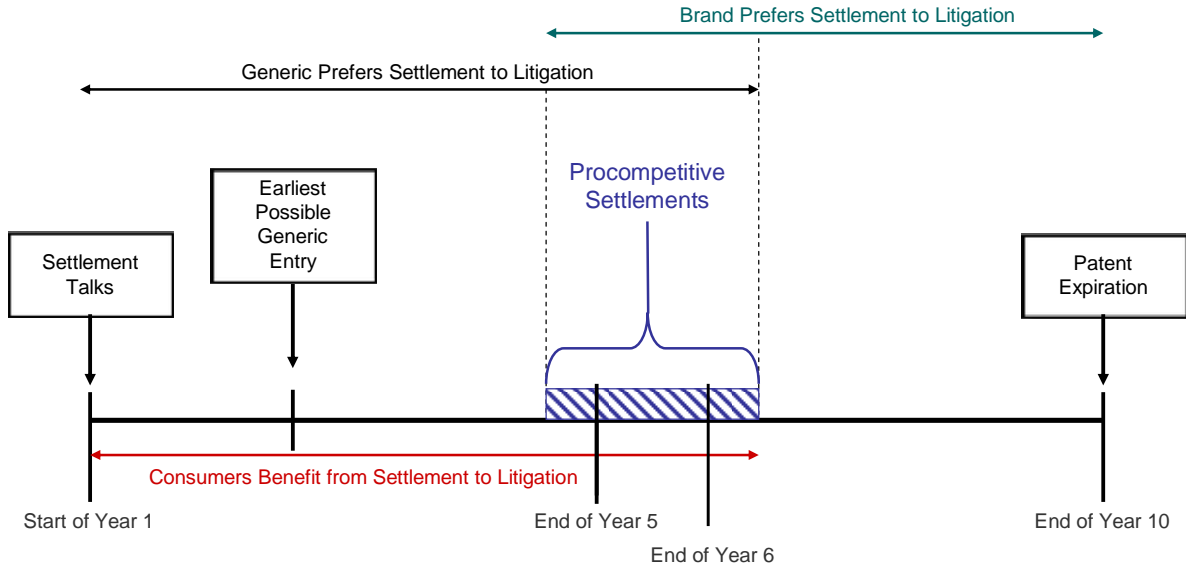 Brand Prefers Settlement to Litigation
Generic Prefers Settlement to Litigation
Earliest
Possible
Generic
Entry
Procompetitive
Settlements
Settlement
Talks
Patent
Expiration
Consumers Benefit from Settlement to Litigation
Start of Year 1
End of Year 5
End of Year 10
End of Year 6